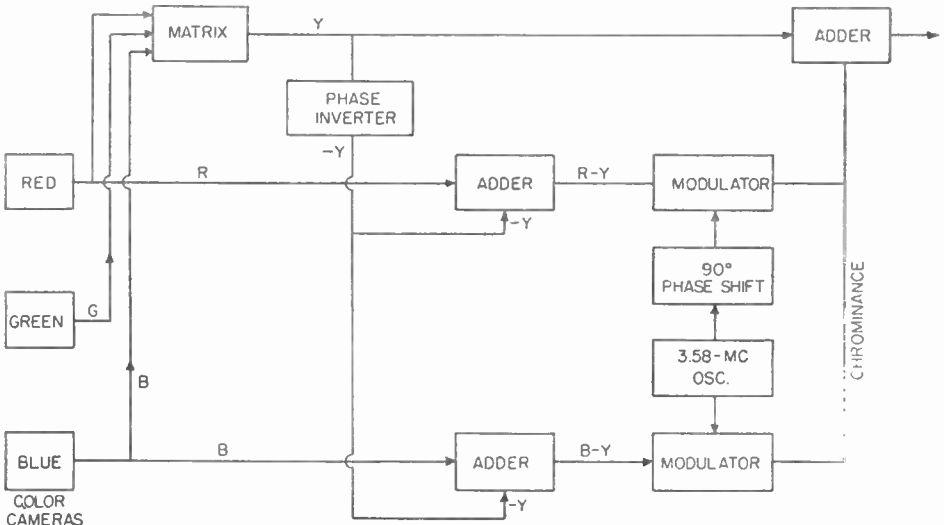 MATRIX
Y
ADDER
PHASE
INVERTER
-Y
RED
R
ADDER
R-Y
MODULATOR
-Y
90°
PHASE SHIFT
CHROMINANCE
GREEN
G
3.58-MC
OSC.
B
BLUE
B
ADDER
B-Y
MODULATOR
-Y
COLOR
CAMERAS